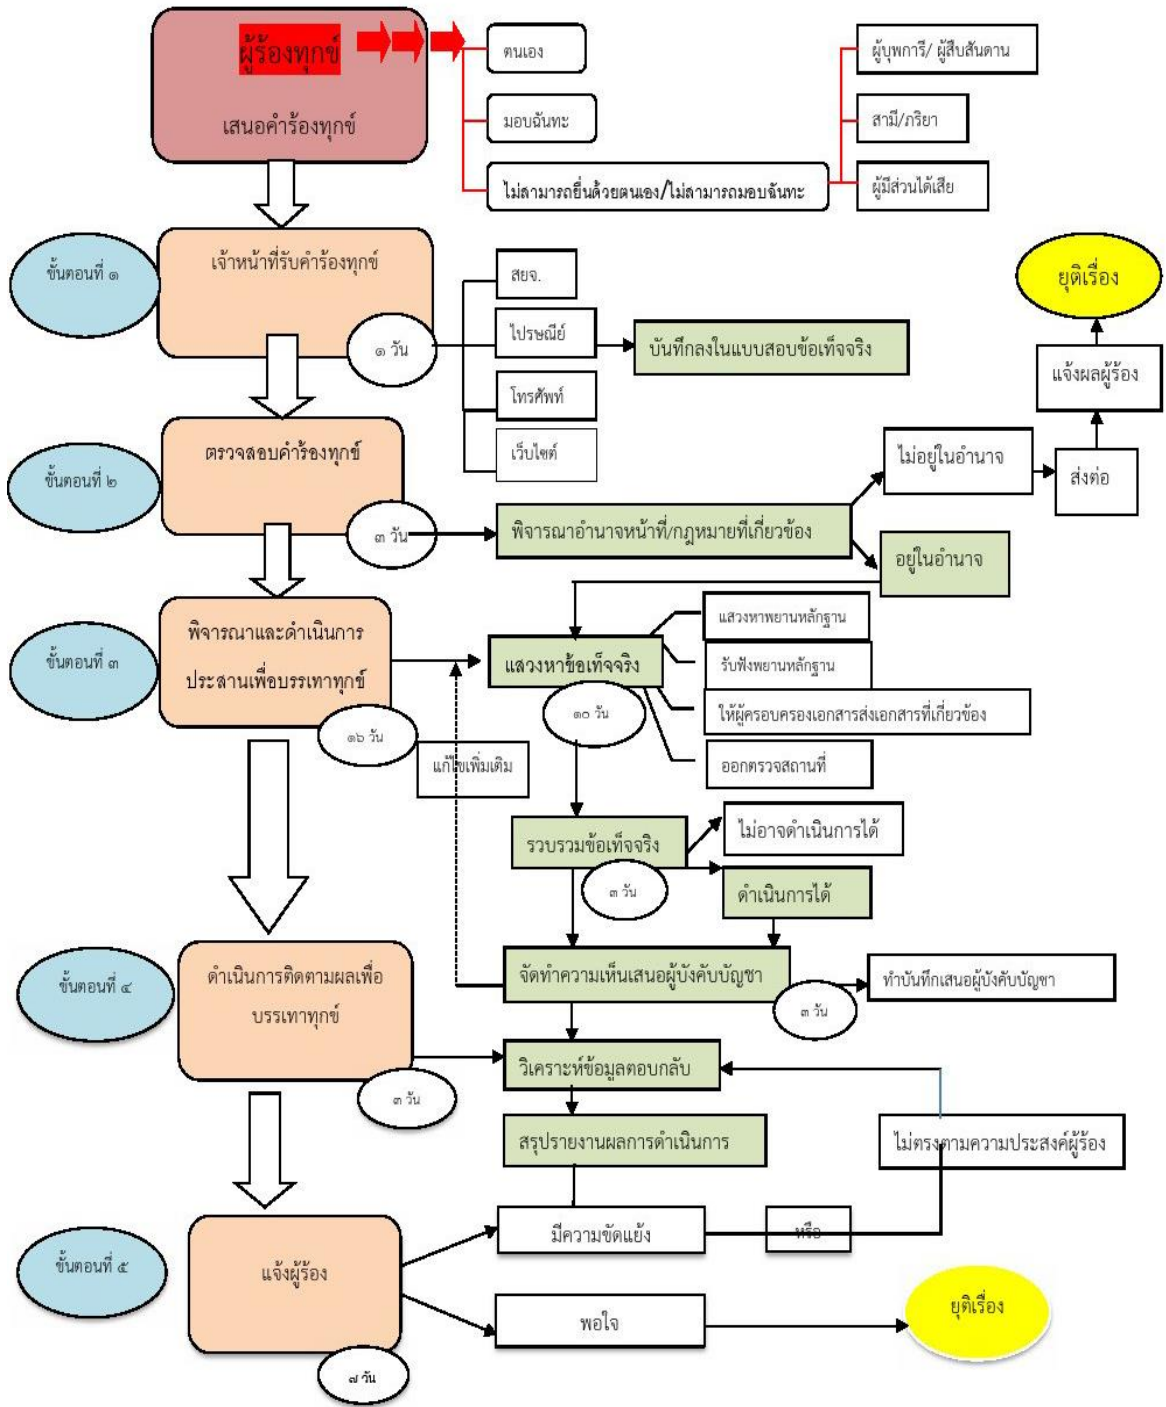 ผู้ร้องทุกข์
เสนอคำร้องทุกข์
ตนเอง
มอบฉันทะ
ไม่สามารถยื่นด้วยตนเอง/ไม่สามารถมอบฉันทะ
ผู้บุพการี/ ผู้สืบสันดาน
สามี/ภริยา
ผู้มีส่วนได้เสีย
ขั้นตอนที่ ๑
เจ้าหน้าที่รับคำร้องทุกข์
๑ วัน
สยจ.
ไปรษณีย์
โทรศัพท์
เว็บไซต์
บันทึกลงในแบบสอบข้อเท็จจริง
ยุติเรื่อง
แจ้งผลผู้ร้อง
ส่งต่อ
ไม่อยู่ในอำนาจ
ขั้นตอนที่ ๒
ตรวจสอบคำร้องทุกข์
๓ วัน
พิจารณาอำนาจหน้าที่/กฎหมายที่เกี่ยวข้อง
อยู่ในอำนาจ
ขั้นตอนที่ ๓
พิจารณาและดำเนินการ
ประสานเพื่อบรรเทาทุกข์
๑๖ วัน
แก้ไขเพิ่มเติม
แสวงหาข้อเท็จจริง
๑๐ วัน
แสวงหาพยานหลักฐาน
รับฟังพยานหลักฐาน
ให้ผู้ครอบครองเอกสารส่งเอกสารที่เกี่ยวข้อง
ออกตรวจสถานที่
รวบรวมข้อเท็จจริง
๓ วัน
ไม่อาจดำเนินการได้
ดำเนินการได้
จัดทำความเห็นเสนอผู้บังคับบัญชา
๓ วัน
ทำบันทึกเสนอผู้บังคับบัญชา
ขั้นตอนที่ ๔
ดำเนินการติดตามผลเพื่อ
บรรเทาทุกข์
๓ วัน
วิเคราะห์ข้อมูลตอบกลับ
สรุปรายงานผลการดำเนินการ
ไม่ตรงตามความประสงค์ผู้ร้อง
ขั้นตอนที่ ๕
แจ้งผู้ร้อง
๗ วัน
มีความขัดแย้ง
หรือ
พอใจ
ยุติเรื่อง